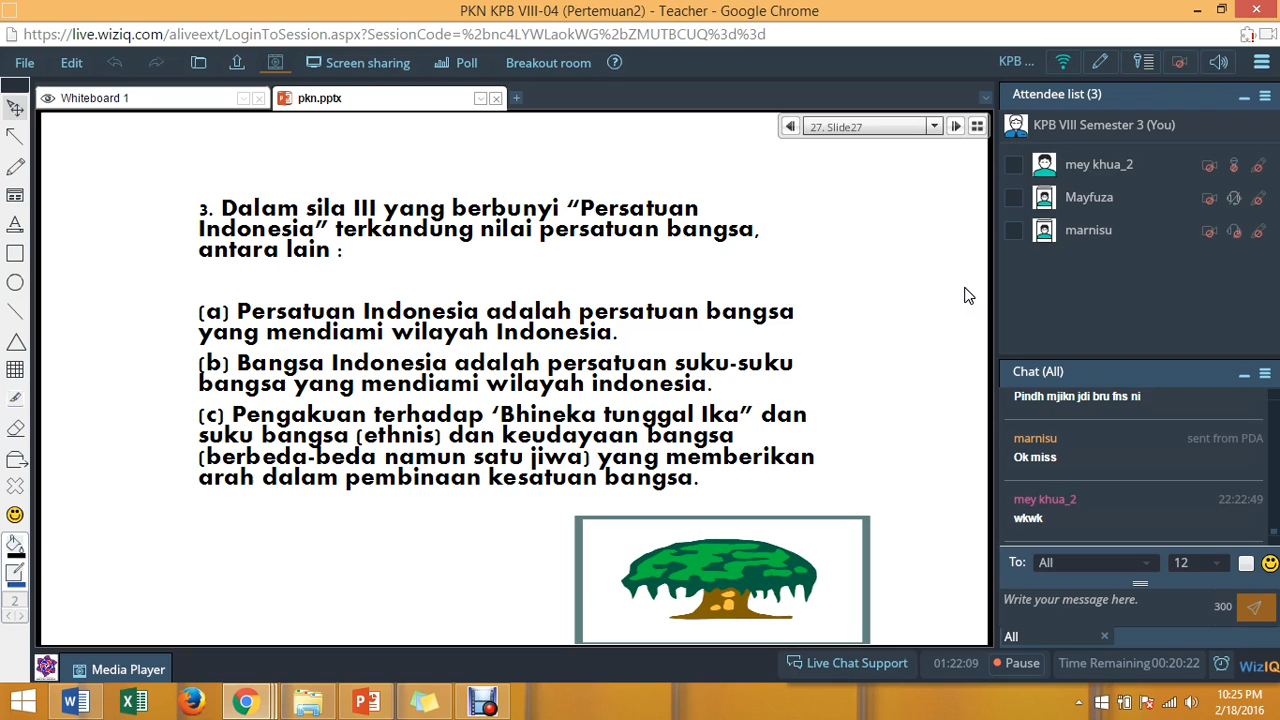 PKN KPB VIII-04 (Pertemuan2) - Teacher - Google Chrome
https://live.wiziq.com/aliveext/LoginToSession.aspx?SessionCode=%2bnc4LYWLaokWG%2bZMUTBCUQ%3d%3d
File Edit Screen sharing Poll Breakout room ? KPB ...
Whiteboard 1 pkn.pptx +
Attendee list (3)
27. Slide27
KPB VIII Semester 3 (You)
mey khua_2
Mayfuza
marnisu
3. Dalam sila III yang berbunyi “Persatuan
Indonesia” terkandung nilai persatuan bangsa,
antara lain :
(a) Persatuan Indonesia adalah persatuan bangsa
yang mendiami wilayah Indonesia.
(b) Bangsa Indonesia adalah persatuan suku-suku
bangsa yang mendiami wilayah indonesia.
(c) Pengakuan terhadap ‘Bhineka tunggal Ika” dan
suku bangsa (ethnis) dan keudayaan bangsa
(berbeda-beda namun satu jiwa) yang memberikan
arah dalam pembinaan kesatuan bangsa.
Chat (All)
Pindh mjikn jdi bru fns ni
marnisu sent from PDA
Ok miss
mey khua_2 22:22:49
wkwk
To: All 12
Write your message here. 300
All
2
Media Player
Live Chat Support 01:22:09 Pause Time Remaining 00:20:22 WizIQ
10:25 PM
2/18/2016